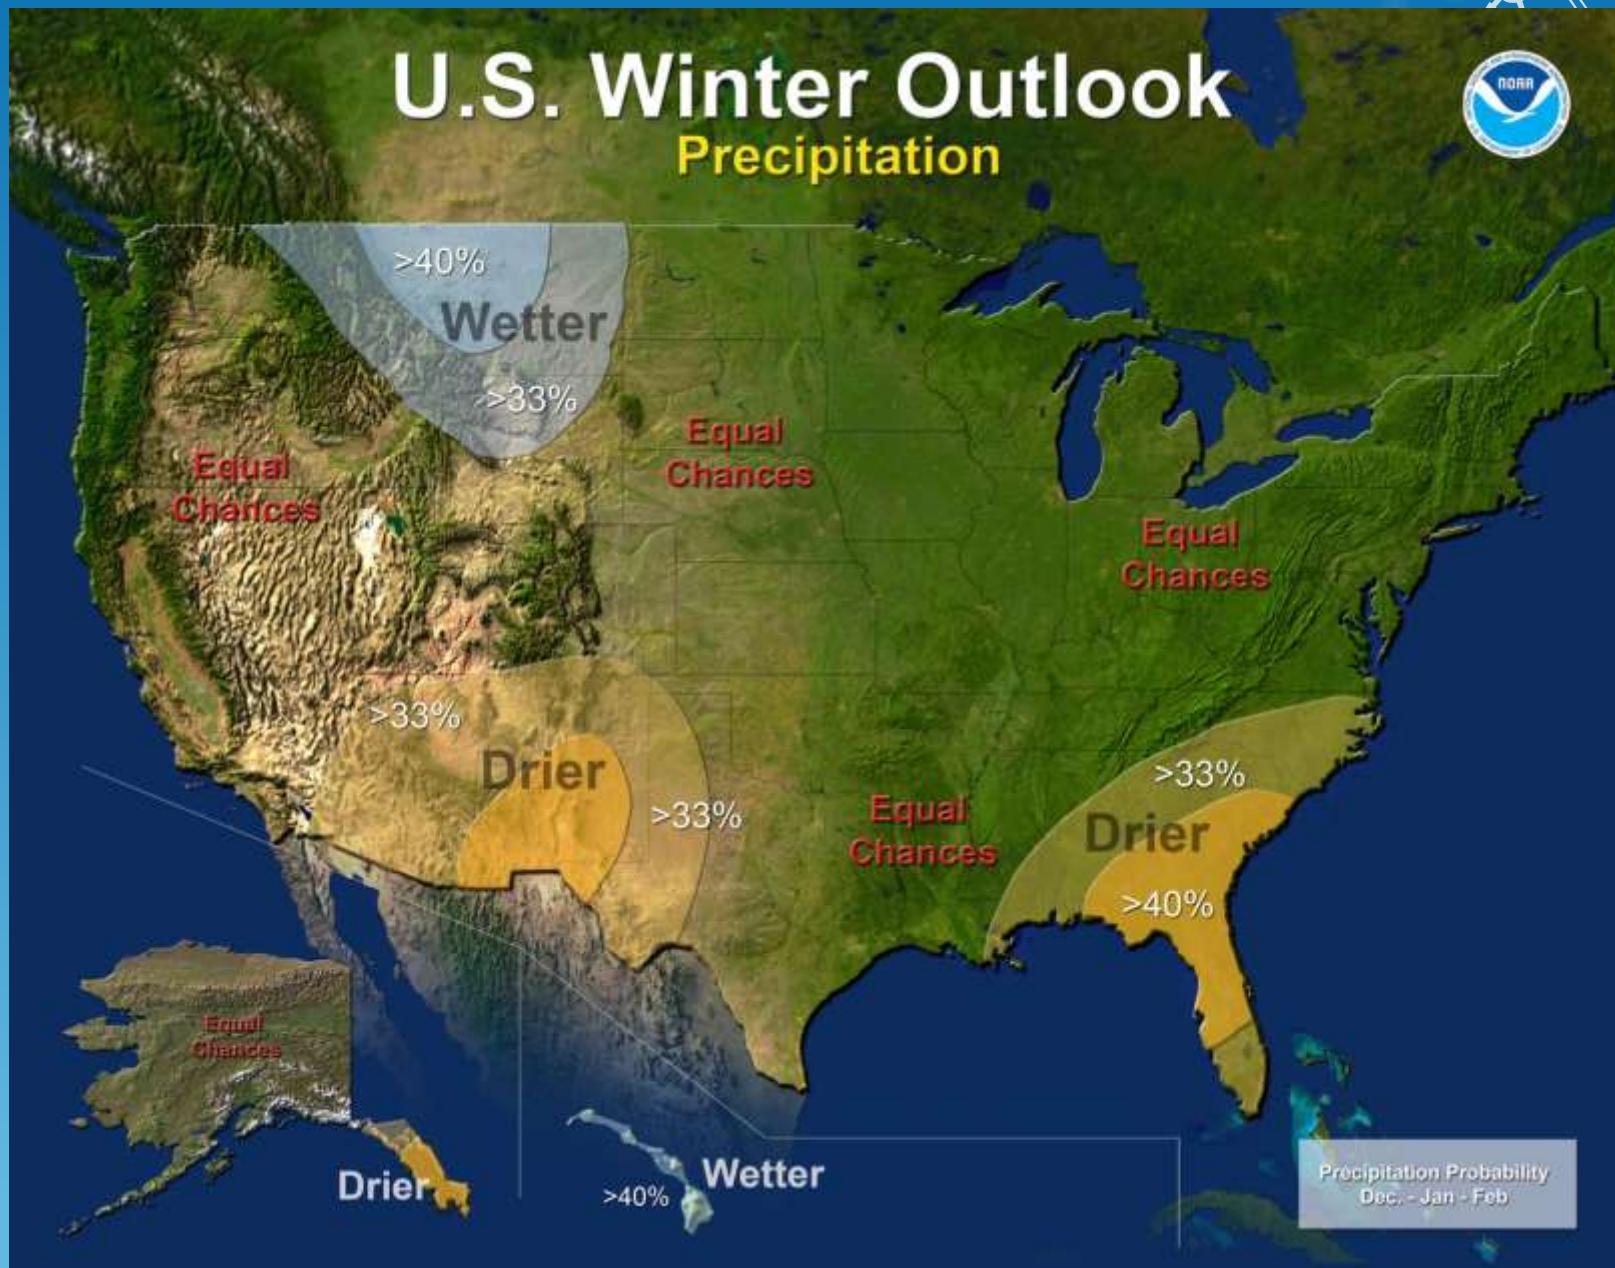 U.S. Winter Outlook
Precipitation
NOAA
>40%
Wetter
>33%
Equal
Chances
Equal
Chances
Equal
Chances
>33%
Drier
>33%
Equal
Chances
>33%
Drier
>40%
Equal
Chances
Drier
>40%
Wetter
Precipitation Probability
Dec. - Jan - Feb